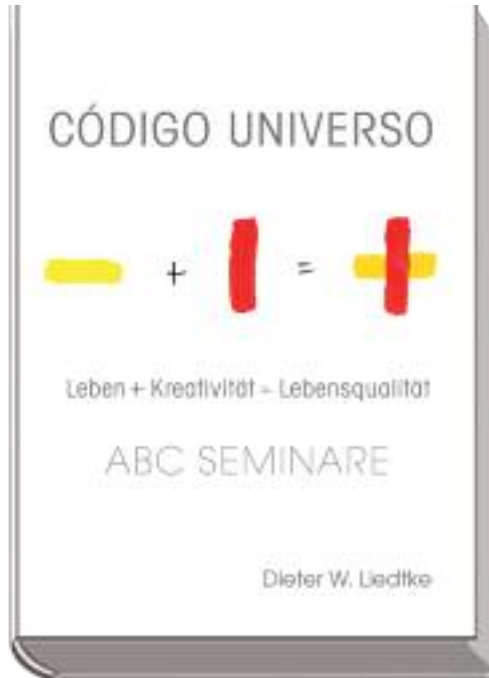 CÓDIGO UNIVERSO
+ =
Leben + Kreativität = Lebensqualität
ABC SEMINARE
Dieter W. Liedtke